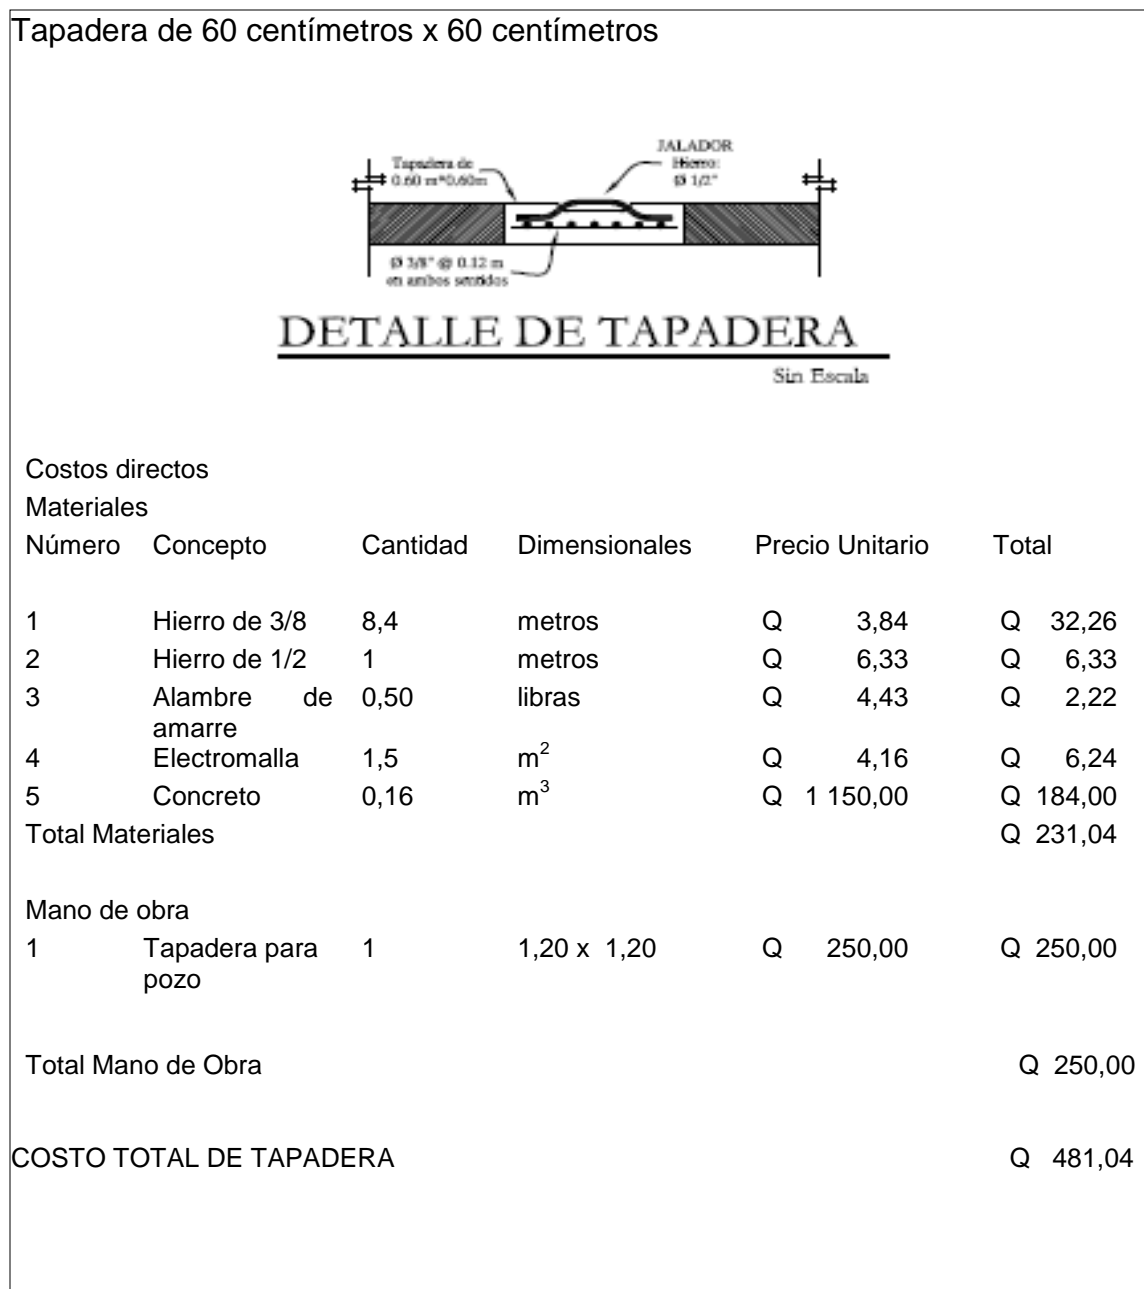 Tapadera de 60 centímetros x 60 centímetros
JALADOR
Tapadera de Hierro:
0.60 m*0.60m Ø 1/2"
Ø 3/8" @ 0.12 m
en ambos sentidos
DETALLE DE TAPADERA
Sin Escala
Costos directos
Materiales
Número Concepto Cantidad Dimensionales Precio Unitario Total
1 Hierro de 3/8 8,4 metros Q 3,84 Q 32,26
2 Hierro de 1/2 1 metros Q 6,33 Q 6,33
3 Alambre de 0,50 libras Q 4,43 Q 2,22
amarre
4 Electromalla 1,5 m² Q 4,16 Q 6,24
5 Concreto 0,16 m³ Q 1 150,00 Q 184,00
Total Materiales Q 231,04
Mano de obra
1 Tapadera para 1 1,20 x 1,20 Q 250,00 Q 250,00
pozo
Total Mano de Obra Q 250,00
COSTO TOTAL DE TAPADERA Q 481,04